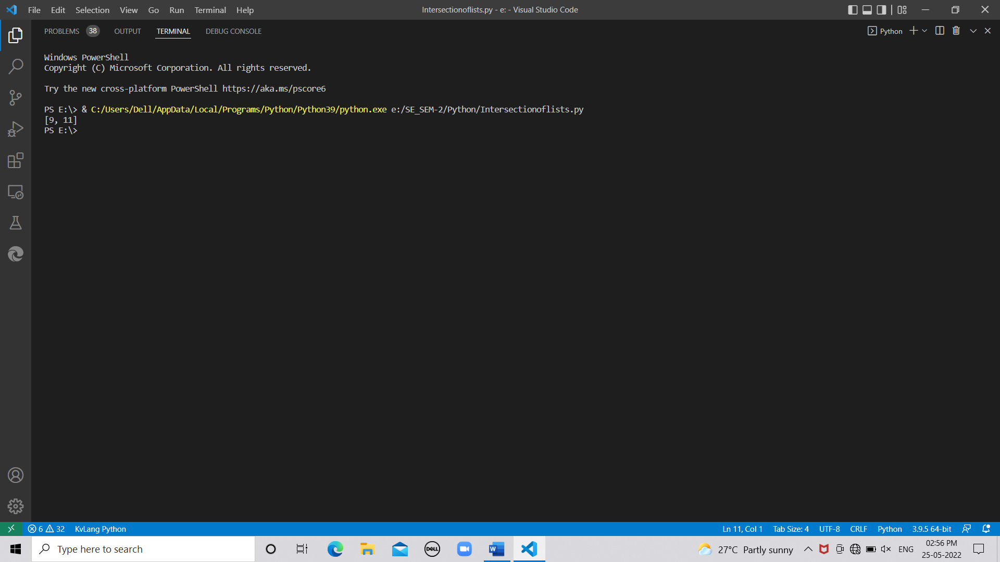 File Edit Selection View Go Run Terminal Help
Intersectionoflists.py - e: - Visual Studio Code
PROBLEMS 38 OUTPUT TERMINAL DEBUG CONSOLE
Python
Windows PowerShell
Copyright (C) Microsoft Corporation. All rights reserved.
Try the new cross-platform PowerShell https://aka.ms/pscore6
PS E:\> & C:/Users/Dell/AppData/Local/Programs/Python/Python39/python.exe e:/SE_SEM-2/Python/Intersectionoflists.py
[9, 11]
PS E:\>
6 32 KvLang Python
Ln 11, Col 1 Tab Size: 4 UTF-8 CRLF Python 3.9.5 64-bit
Type here to search
DELL
W
27°C Partly sunny
ENG
02:56 PM
25-05-2022